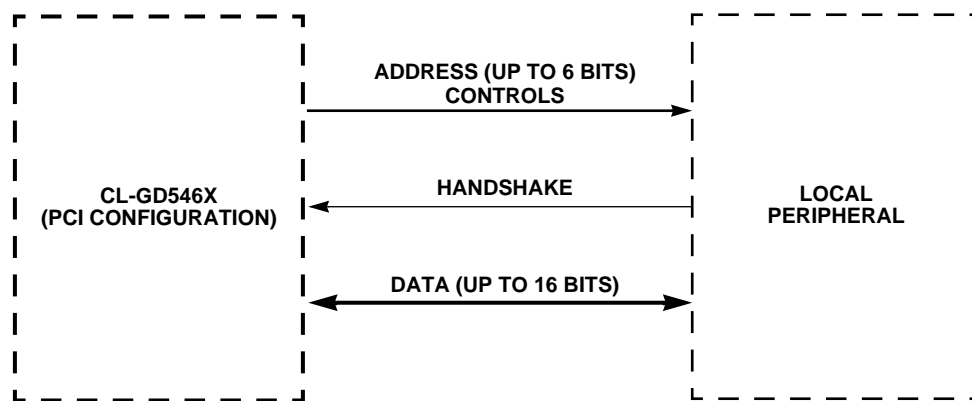 ADDRESS (UP TO 6 BITS)
CONTROLS
CL-GD546X
(PCI CONFIGURATION)
HANDSHAKE
LOCAL
PERIPHERAL
DATA (UP TO 16 BITS)